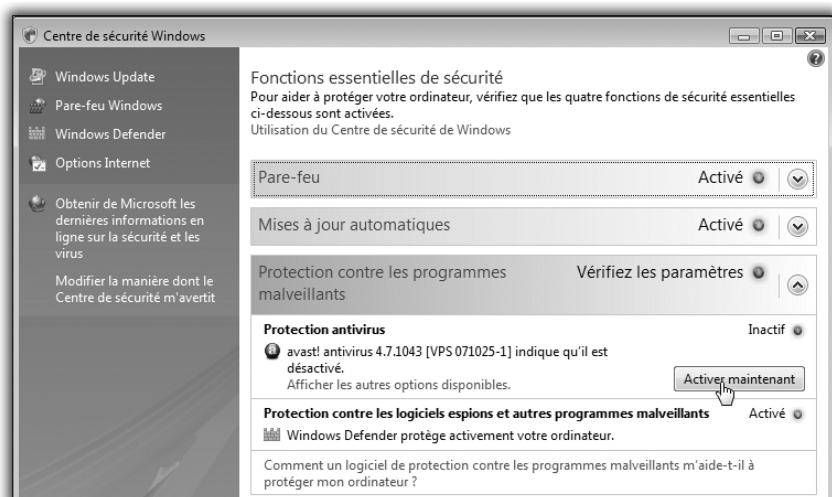 Centre de sécurité Windows
Windows Update
Pare-feu Windows
Windows Defender
Options Internet
Obtenir de Microsoft les
dernières informations en
ligne sur la sécurité et les
virus
Modifier la manière dont le
Centre de sécurité m'avertit
Fonctions essentielles de sécurité
Pour aider à protéger votre ordinateur, vérifiez que les quatre fonctions de sécurité essentielles
ci-dessous sont activées.
Utilisation du Centre de sécurité de Windows
Pare-feu Activé
Mises à jour automatiques Activé
Protection contre les programmes Vérifiez les paramètres
malveillants
Protection antivirus Inactif
avast! antivirus 4.7.1043 [VPS 071025-1] indique qu'il est
désactivé.
Afficher les autres options disponibles.
Activer maintenant
Protection contre les logiciels espions et autres programmes malveillants Activé
Windows Defender protège activement votre ordinateur.
Comment un logiciel de protection contre les programmes malveillants m'aide-t-il à
protéger mon ordinateur ?